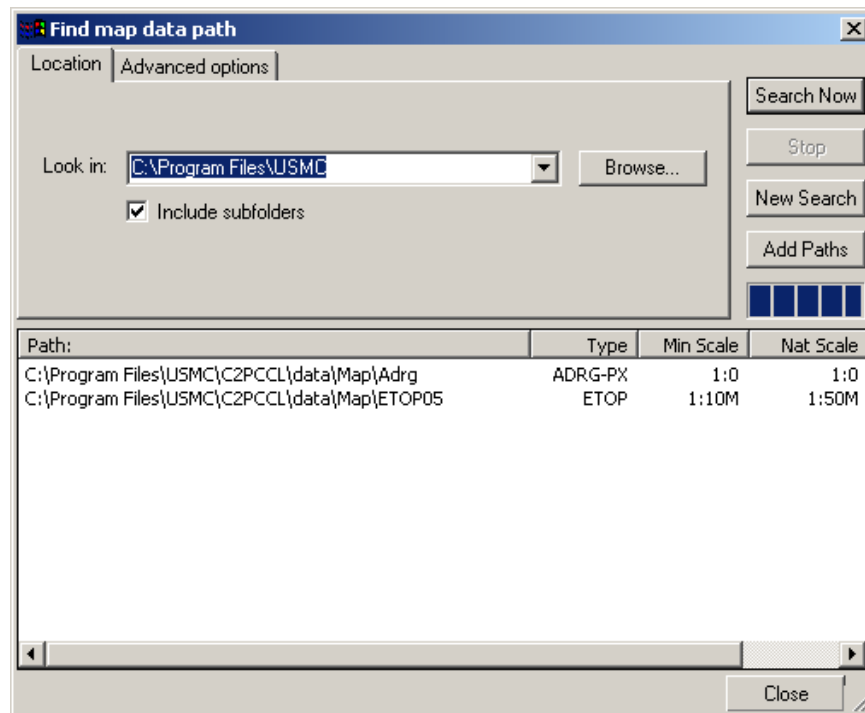 Find map data path
Location Advanced options
Search Now
Stop
Look in: C:\Program Files\USMC Browse...
New Search
Include subfolders
Add Paths
Path: Type Min Scale Nat Scale
C:\Program Files\USMC\C2PCCL\data\Map\Adrg ADRG-PX 1:0 1:0
C:\Program Files\USMC\C2PCCL\data\Map\ETOP05 ETOP 1:10M 1:50M
Close